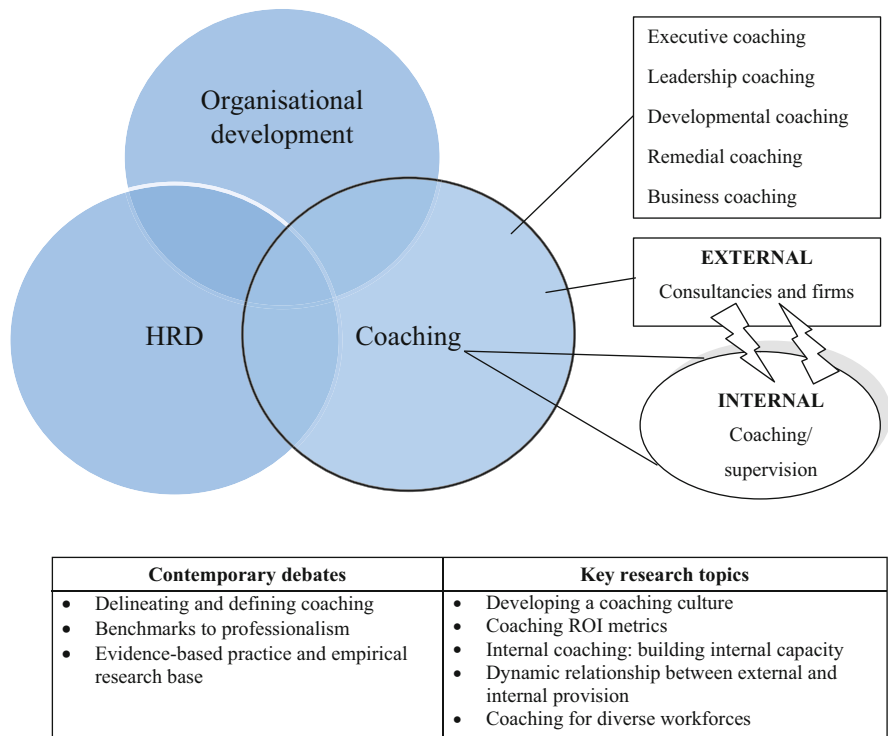 Organisational
development
HRD
Coaching
Executive coaching
Leadership coaching
Developmental coaching
Remedial coaching
Business coaching
EXTERNAL
Consultancies and firms
INTERNAL
Coaching/
supervision
Contemporary debates
• Delineating and defining coaching
• Benchmarks to professionalism
• Evidence-based practice and empirical
research base
Key research topics
• Developing a coaching culture
• Coaching ROI metrics
• Internal coaching: building internal capacity
• Dynamic relationship between external and
internal provision
• Coaching for diverse workforces